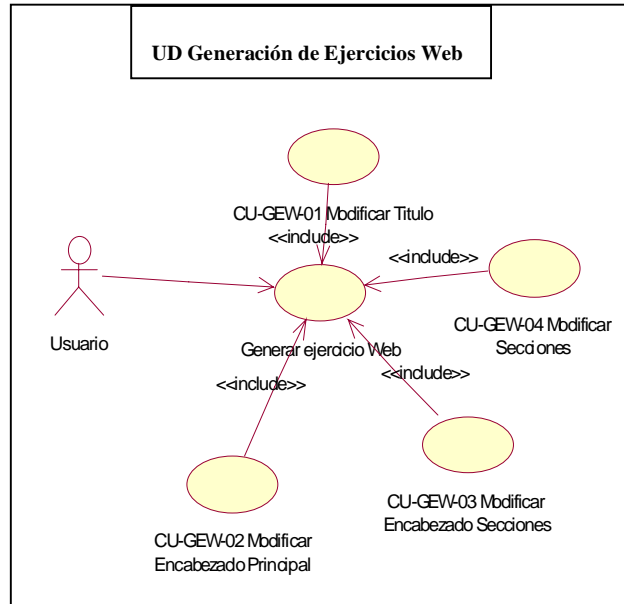 UD Generación de Ejercicios Web
CU-GEW-01 Modificar Titulo
<<include>>
<<include>>
CU-GEW-04 Modificar
Secciones
Usuario
Generar ejercicio Web
<<include>>
<<include>>
CU-GEW-03 Modificar
Encabezado Secciones
CU-GEW-02 Modificar
Encabezado Principal